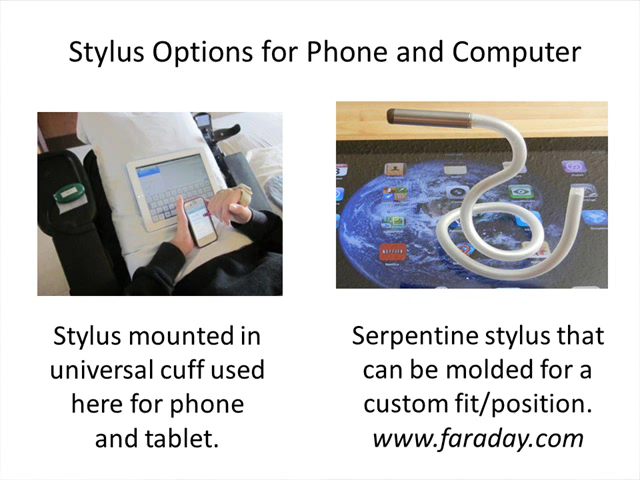 Stylus Options for Phone and Computer
NETFLIX
Stylus mounted in
universal cuff used
here for phone
and tablet.
Serpentine stylus that
can be molded for a
custom fit/position.
www.faraday.com